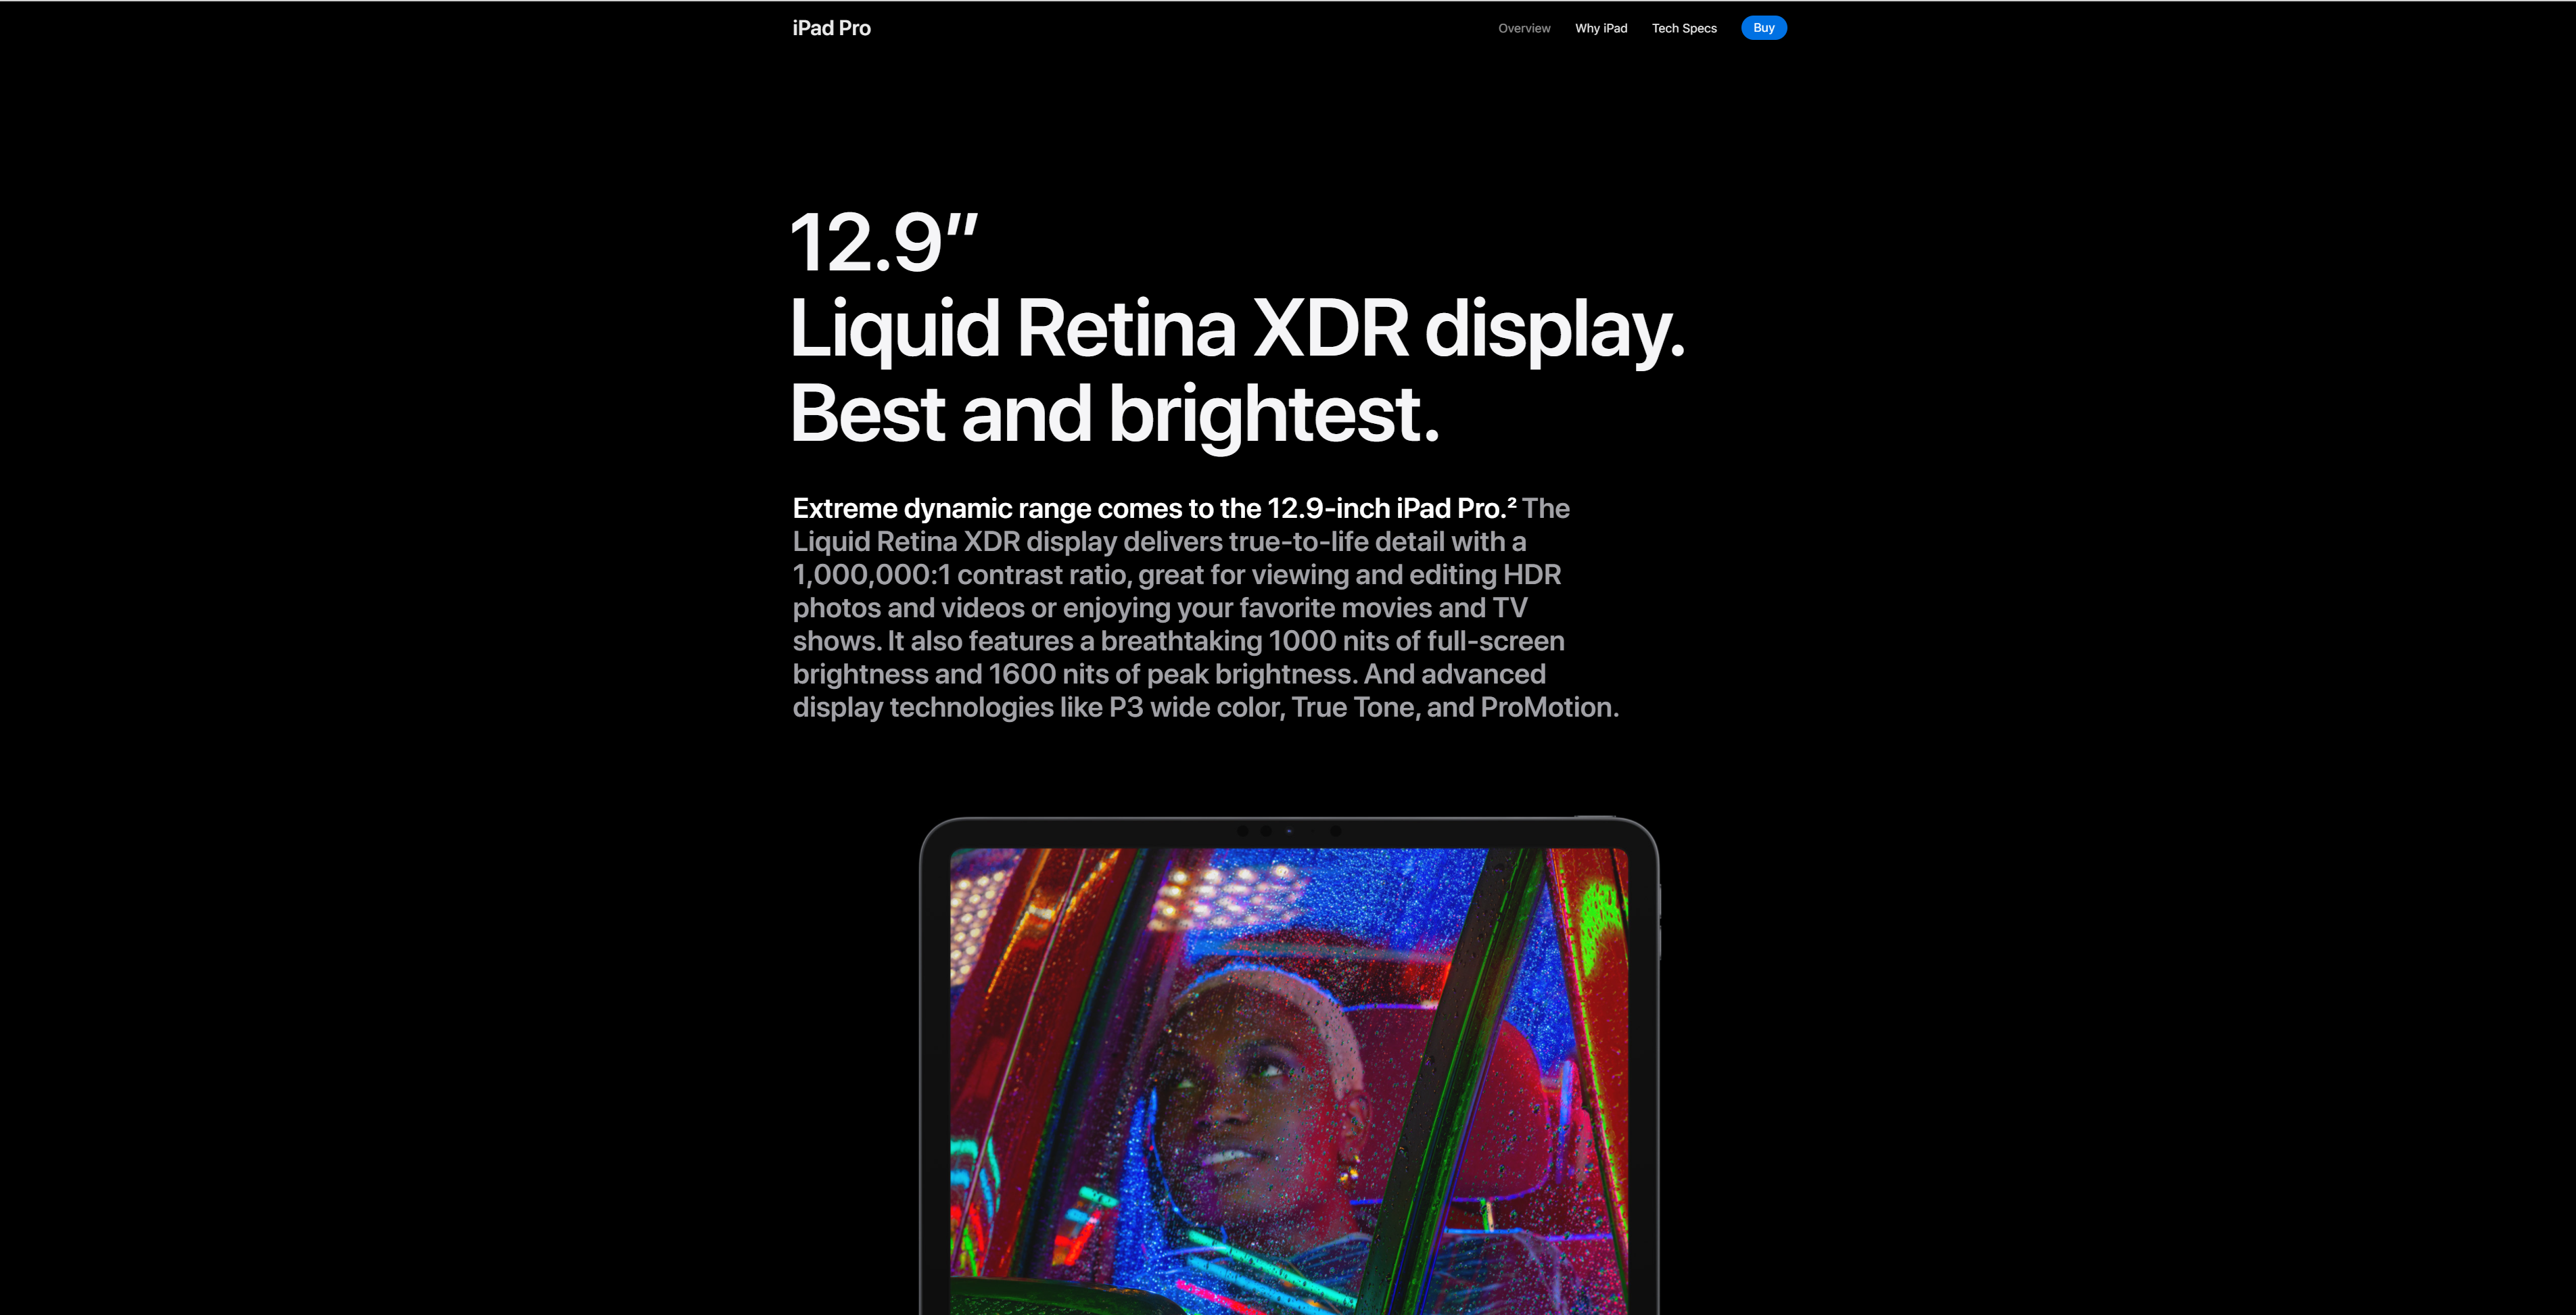 iPad Pro
Overview Why iPad Tech Specs Buy
12.9”
Liquid Retina XDR display.
Best and brightest.
Extreme dynamic range comes to the 12.9-inch iPad Pro.² The
Liquid Retina XDR display delivers true-to-life detail with a
1,000,000:1 contrast ratio, great for viewing and editing HDR
photos and videos or enjoying your favorite movies and TV
shows. It also features a breathtaking 1000 nits of full-screen
brightness and 1600 nits of peak brightness. And advanced
display technologies like P3 wide color, True Tone, and ProMotion.